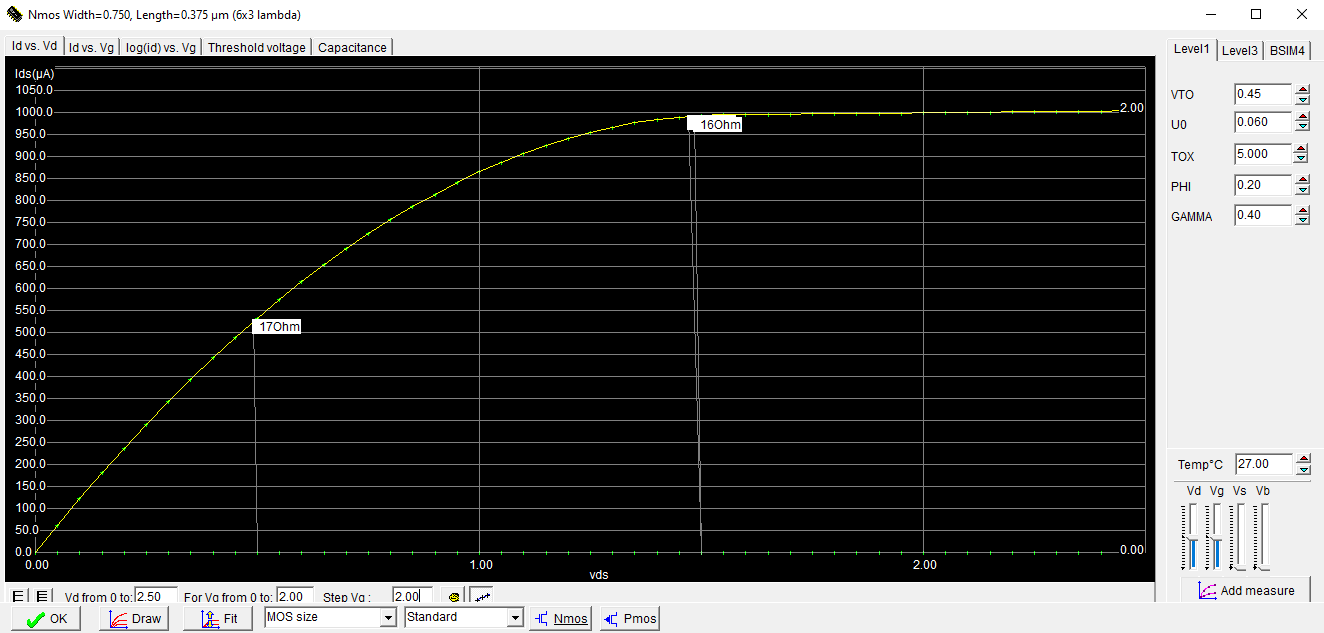 Nmos Width=0.750, Length=0.375 µm (6x3 lambda)
Id vs. Vd Id vs. Vg log(id) vs. Vg Threshold voltage Capacitance
Level1 Level3 BSIM4
Ids(µA)
1050.0
1000.0
950.0
900.0
850.0
800.0
750.0
700.0
650.0
600.0
550.0
500.0
450.0
400.0
350.0
300.0
250.0
200.0
150.0
100.0
50.0
0.0
2.00
16Ohm
17Ohm
0.00
0.00 1.00 2.00
vds
VTO 0.45
U0 0.060
TOX 5.000
PHI 0.20
GAMMA 0.40
Temp°C 27.00
Vd Vg Vs Vb
Add measure
Vd from 0 to: 2.50 For Vg from 0 to: 2.00 Step Vg : 2.00
OK Draw Fit MOS size Standard Nmos Pmos